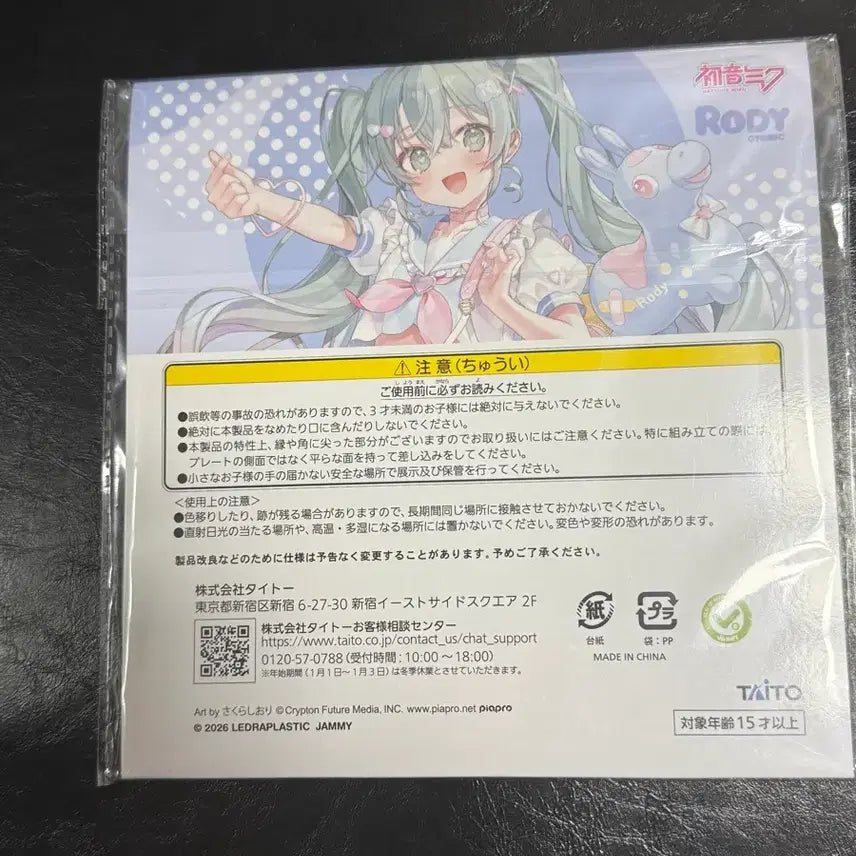 初音ミク
HATSUNE MIKU
RODY
Rody
⚠注意(ちゅうい)
ご使用前に必ずお読みください。
●誤飲等の事故の恐れがありますので、3才未満のお子様には絶対に与えないでください。
●絶対に本製品をなめたり口に含んだりしないでください。
●本製品の特性上、縁や角に尖った部分がございますのでお取り扱いにはご注意ください。特に組み立ての際には
プレートの側面ではなく平らな面を持って差し込みをしてください。
●小さなお子様の手の届かない安全な場所で展示及び保管を行ってください。
<使用上の注意>
●色移りしたり、跡が残る場合がありますので、長期間同じ場所に接触させておかないでください。
●直射日光の当たる場所や、高温・多湿になる場所には置かないでください。変色や変形の恐れがあります。
製品改良などのために仕様は予告なく変更することがあります。予めご了承ください。
株式会社タイトー
東京都新宿区新宿 6-27-30 新宿イーストサイドスクエア 2F
株式会社タイトーお客様相談センター
https://www.taito.co.jp/contact_us/chat_support
0120-57-0788 (受付時間:10:00 ~ 18:00)
※年始期間(1月1日~1月3日)は冬季休業とさせていただきます。
紙
台紙
プラ
袋:PP
MADE IN CHINA
JAMMY
TAITO
Art by さくらしおり ©Crypton Future Media, INC. www.piapro.net piapro
© 2026 LEDRAPLASTIC JAMMY
対象年齢15才以上